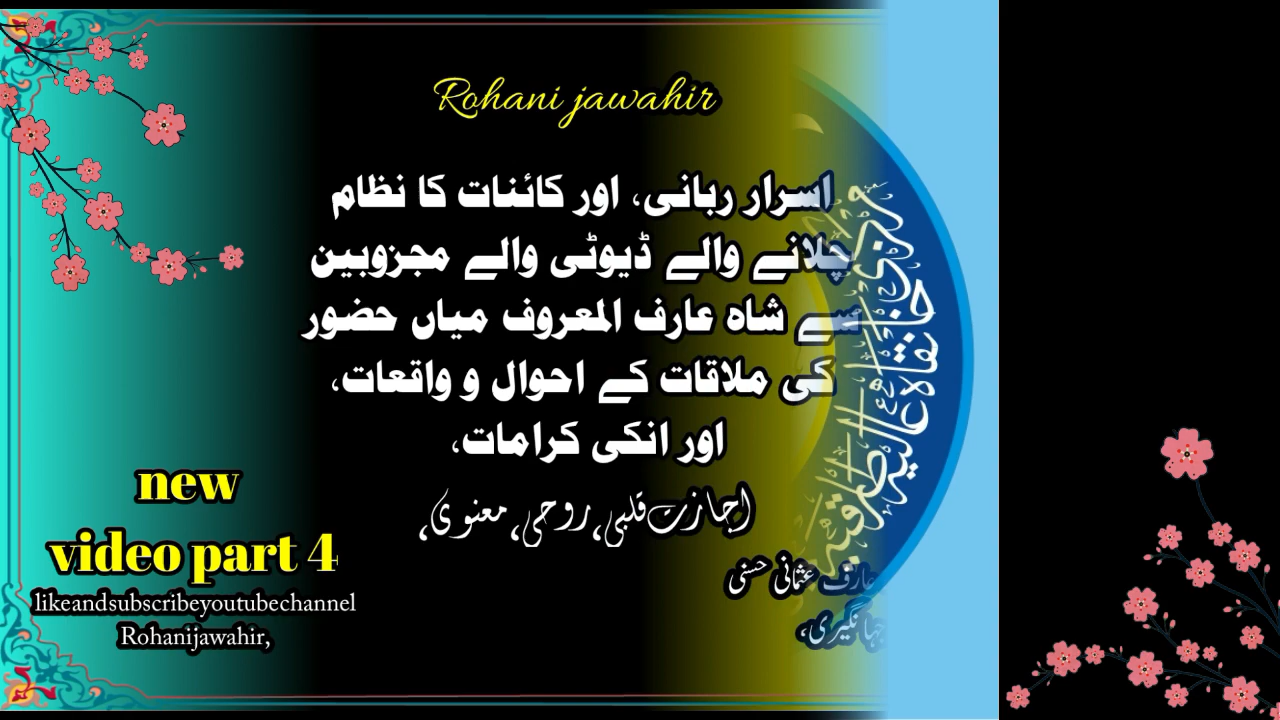 Rohani jawahir
اسرار ربانی، اور کائنات کا نظام
چلانے والے ڈیوٹی والے مجزوبین
سے شاہ عارف المعروف میاں حضور
کی ملاقات کے احوال و واقعات،
اور انکی کرامات،
اجازت قلبی، روحی، معنوی،
عارف عثمانی حسنی
جہانگیری،
new
video part 4
likeandsubscribeyoutubechannel
Rohanijawahir,